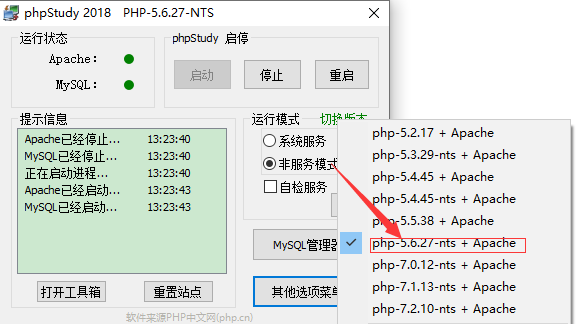 phpStudy 2018 PHP-5.6.27-NTS
运行状态
Apache:
MySQL:
phpStudy 启停
启动
停止
重启
提示信息
Apache已经停止... 13:23:40
MySQL已经停止... 13:23:40
正在启动进程... 13:23:40
Apache已经启动... 13:23:43
MySQL已经启动... 13:23:43
打开工具箱
重置站点
运行模式
切换版本
系统服务
非服务模式
自检服务
MySQL管理器
其他选项菜单
php-5.2.17 + Apache
php-5.3.29-nts + Apache
php-5.4.45 + Apache
php-5.4.45-nts + Apache
php-5.5.38 + Apache
php-5.6.27-nts + Apache
php-7.0.12-nts + Apache
php-7.1.13-nts + Apache
php-7.2.10-nts + Apache
软件来源PHP中文网(php.cn)